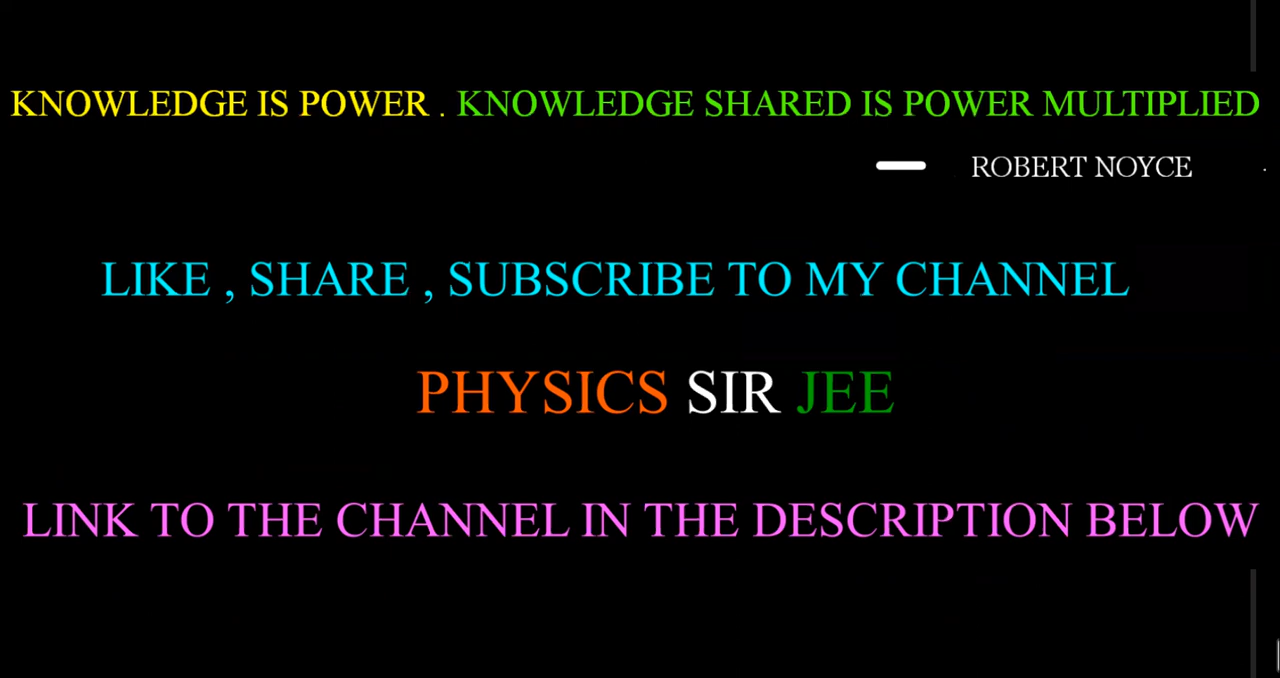 KNOWLEDGE IS POWER . KNOWLEDGE SHARED IS POWER MULTIPLIED
— ROBERT NOYCE
LIKE , SHARE , SUBSCRIBE TO MY CHANNEL
PHYSICS SIR JEE
LINK TO THE CHANNEL IN THE DESCRIPTION BELOW